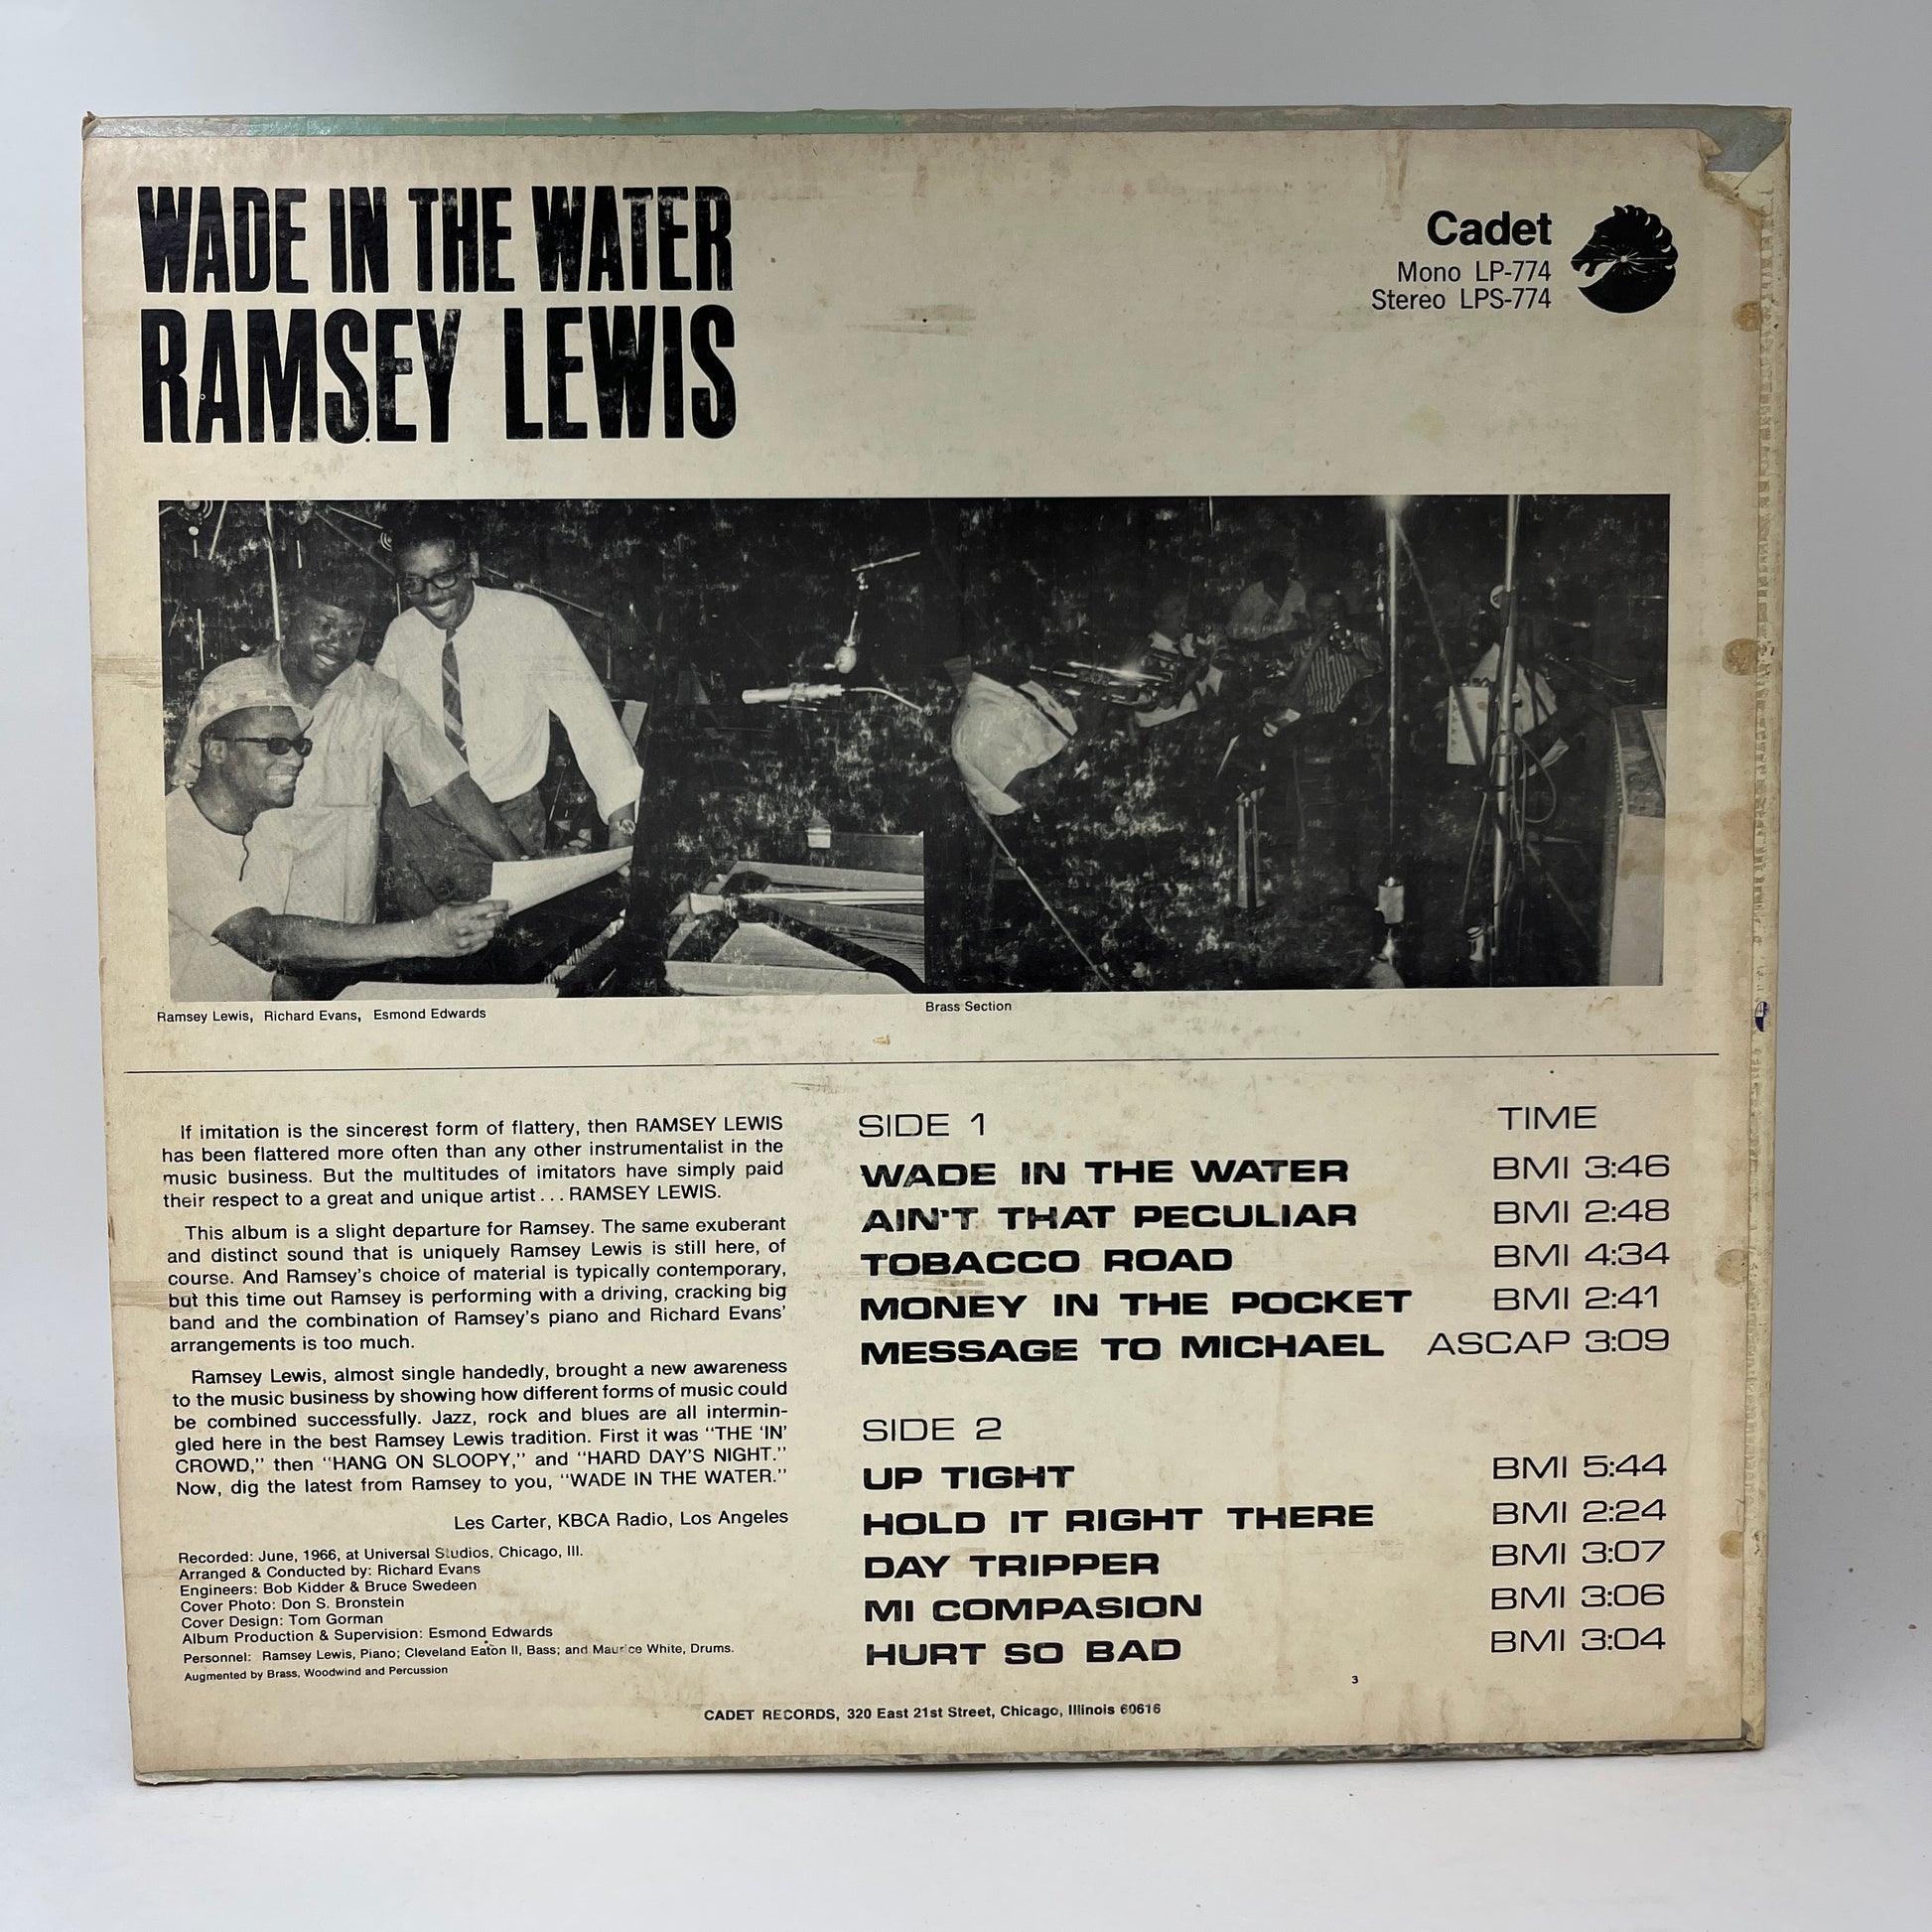 WADE IN THE WATER
RAMSEY LEWIS
Cadet
Mono LP-774
Stereo LPS-774
Ramsey Lewis, Richard Evans, Esmond Edwards
Brass Section
If imitation is the sincerest form of flattery, then RAMSEY LEWIS
has been flattered more often than any other instrumentalist in the
music business. But the multitudes of imitators have simply paid
their respect to a great and unique artist . . . RAMSEY LEWIS.
This album is a slight departure for Ramsey. The same exuberant
and distinct sound that is uniquely Ramsey Lewis is still here, of
course. And Ramsey's choice of material is typically contemporary,
but this time out Ramsey is performing with a driving, cracking big
band and the combination of Ramsey's piano and Richard Evans'
arrangements is too much.
Ramsey Lewis, almost single handedly, brought a new awareness
to the music business by showing how different forms of music could
be combined successfully. Jazz, rock and blues are all intermin-
gled here in the best Ramsey Lewis tradition. First it was "THE 'IN'
CROWD," then "HANG ON SLOOPY," and "HARD DAY'S NIGHT."
Now, dig the latest from Ramsey to you, "WADE IN THE WATER."
Les Carter, KBCA Radio, Los Angeles
Recorded: June, 1966, at Universal Studios, Chicago, Ill.
Arranged & Conducted by: Richard Evans
Engineers: Bob Kidder & Bruce Swedeen
Cover Photo: Don S. Bronstein
Cover Design: Tom Gorman
Album Production & Supervision: Esmond Edwards
Personnel: Ramsey Lewis, Piano; Cleveland Eaton II, Bass; and Maurice White, Drums.
Augmented by Brass, Woodwind and Percussion
SIDE 1 TIME
WADE IN THE WATER BMI 3:46
AIN'T THAT PECULIAR BMI 2:48
TOBACCO ROAD BMI 4:34
MONEY IN THE POCKET BMI 2:41
MESSAGE TO MICHAEL ASCAP 3:09
SIDE 2
UP TIGHT BMI 5:44
HOLD IT RIGHT THERE BMI 2:24
DAY TRIPPER BMI 3:07
MI COMPASION BMI 3:06
HURT SO BAD BMI 3:04
3
CADET RECORDS, 320 East 21st Street, Chicago, Illinois 60616